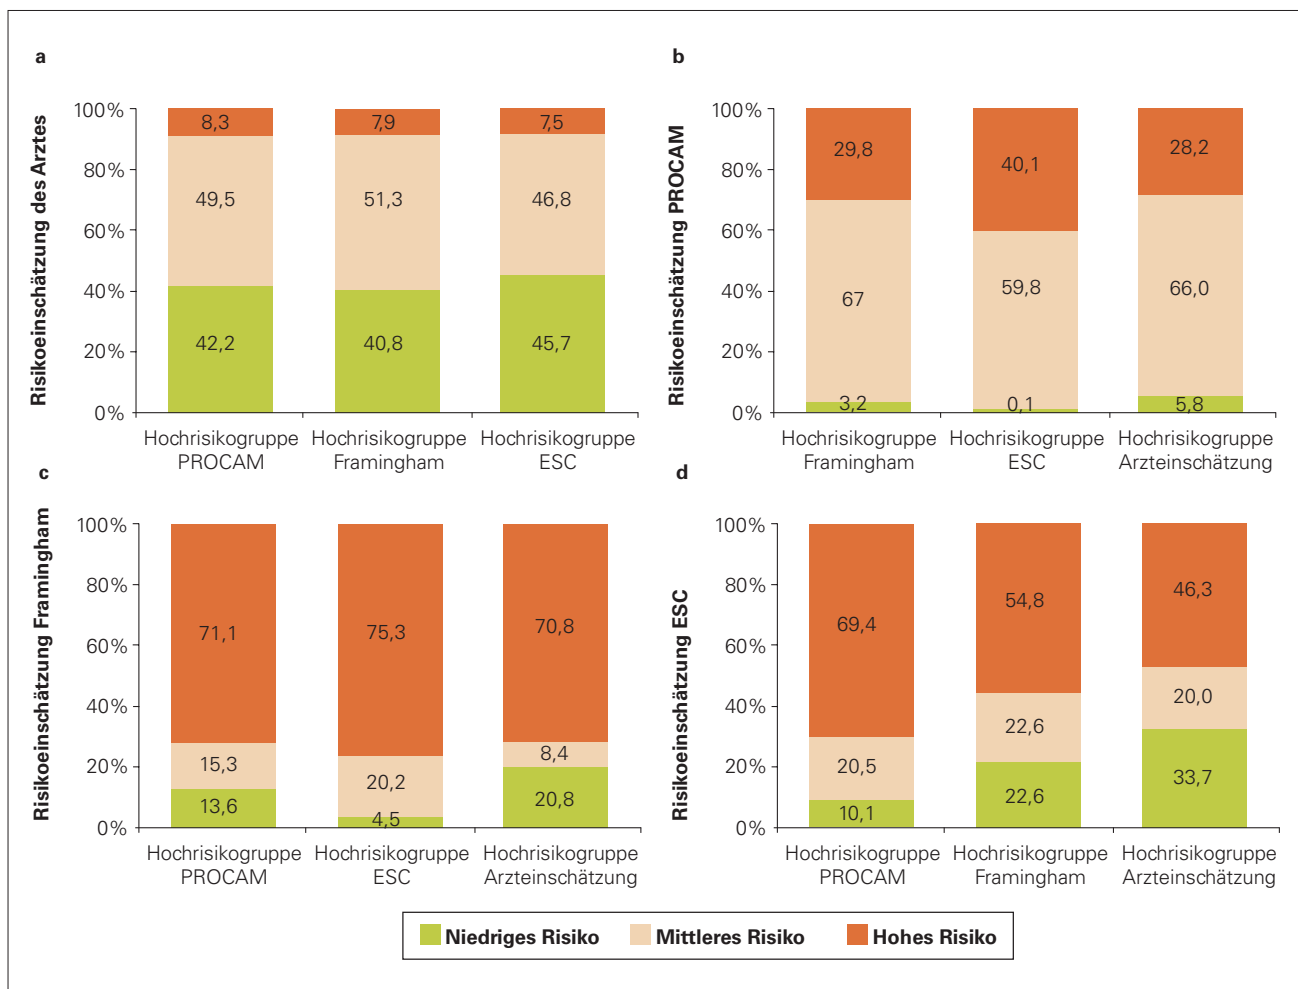 a
Risikoeinschätzung des Arztes
100%
80%
60%
40%
20%
0%
8,3
7,9
7,5
49,5
51,3
46,8
42,2
40,8
45,7
Hochrisikogruppe PROCAM
Hochrisikogruppe Framingham
Hochrisikogruppe ESC
b
Risikoeinschätzung PROCAM
100%
80%
60%
40%
20%
0%
29,8
40,1
28,2
67
59,8
66,0
3,2
0,1
5,8
Hochrisikogruppe Framingham
Hochrisikogruppe ESC
Hochrisikogruppe Arzteinschätzung
c
Risikoeinschätzung Framingham
100%
80%
60%
40%
20%
0%
71,1
75,3
70,8
15,3
20,2
8,4
13,6
4,5
20,8
Hochrisikogruppe PROCAM
Hochrisikogruppe ESC
Hochrisikogruppe Arzteinschätzung
d
Risikoeinschätzung ESC
100%
80%
60%
40%
20%
0%
69,4
54,8
46,3
20,5
22,6
20,0
10,1
22,6
33,7
Hochrisikogruppe PROCAM
Hochrisikogruppe Framingham
Hochrisikogruppe Arzteinschätzung
Niedriges Risiko
Mittleres Risiko
Hohes Risiko